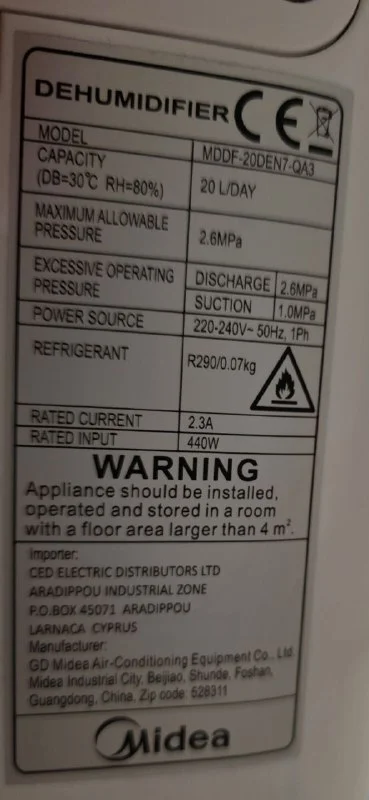 DEHUMIDIFIER CE
MODEL MDDF-20DEN7-QA3
CAPACITY
(DB=30℃ RH=80%) 20 L/DAY
MAXIMUM ALLOWABLE
PRESSURE 2.6MPa
EXCESSIVE OPERATING
PRESSURE DISCHARGE 2.6MPa
SUCTION 1.0MPa
POWER SOURCE 220-240V~ 50Hz, 1Ph
REFRIGERANT R290/0.07kg
RATED CURRENT 2.3A
RATED INPUT 440W
WARNING
Appliance should be installed,
operated and stored in a room
with a floor area larger than 4 m².
Importer:
CED ELECTRIC DISTRIBUTORS LTD
ARADIPPOU INDUSTRIAL ZONE
P.O.BOX 45071 ARADIPPOU
LARNACA CYPRUS
Manufacturer:
GD Midea Air-Conditioning Equipment Co., Ltd.
Midea Industrial City, Beijiao, Shunde, Foshan,
Guangdong, China. Zip code: 528311
Midea